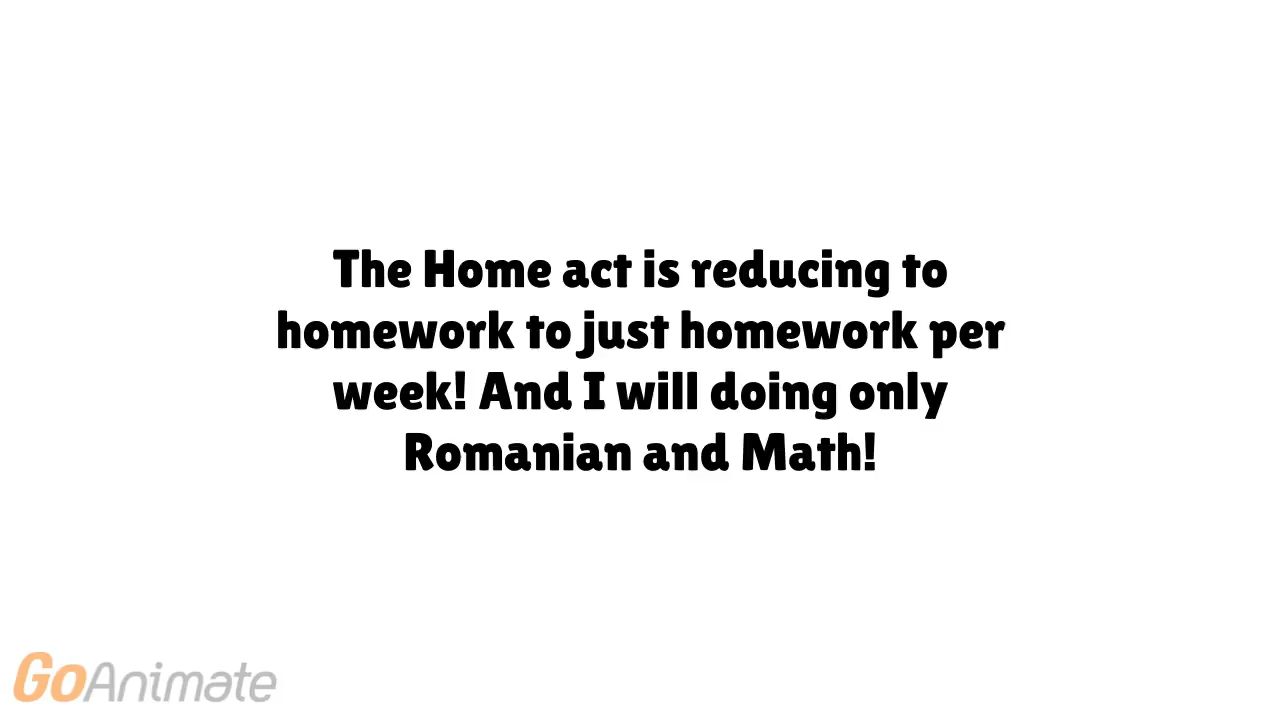 The Home act is reducing to
homework to just homework per
week! And I will doing only
Romanian and Math!
GoAnimate